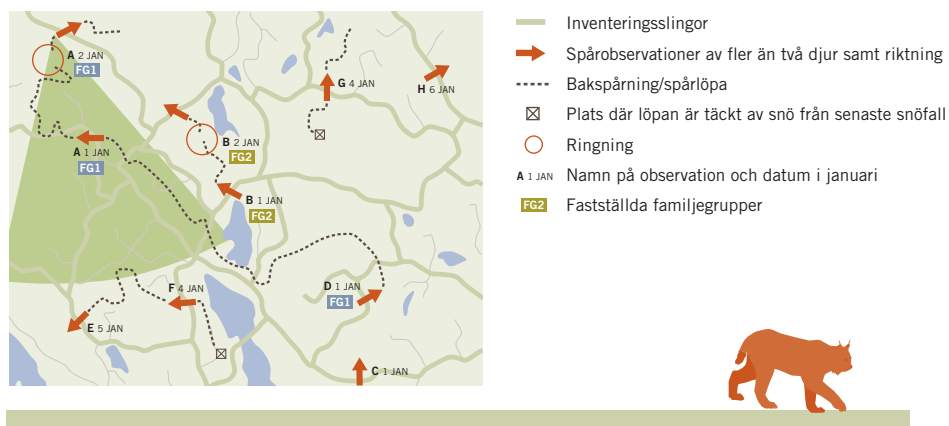 A 2 JAN
FG1
G 4 JAN
H 6 JAN
A 1 JAN
FG1
B 2 JAN
FG2
B 1 JAN
FG2
F 4 JAN
D 1 JAN
FG1
E 5 JAN
C 1 JAN
Inventeringsslingor
Spårobservationer av fler än två djur samt riktning
Bakspårning/spårlöpa
Plats där löpan är täckt av snö från senaste snöfall
Ringning
A 1 JAN Namn på observation och datum i januari
FG2 Fastställda familjegrupper